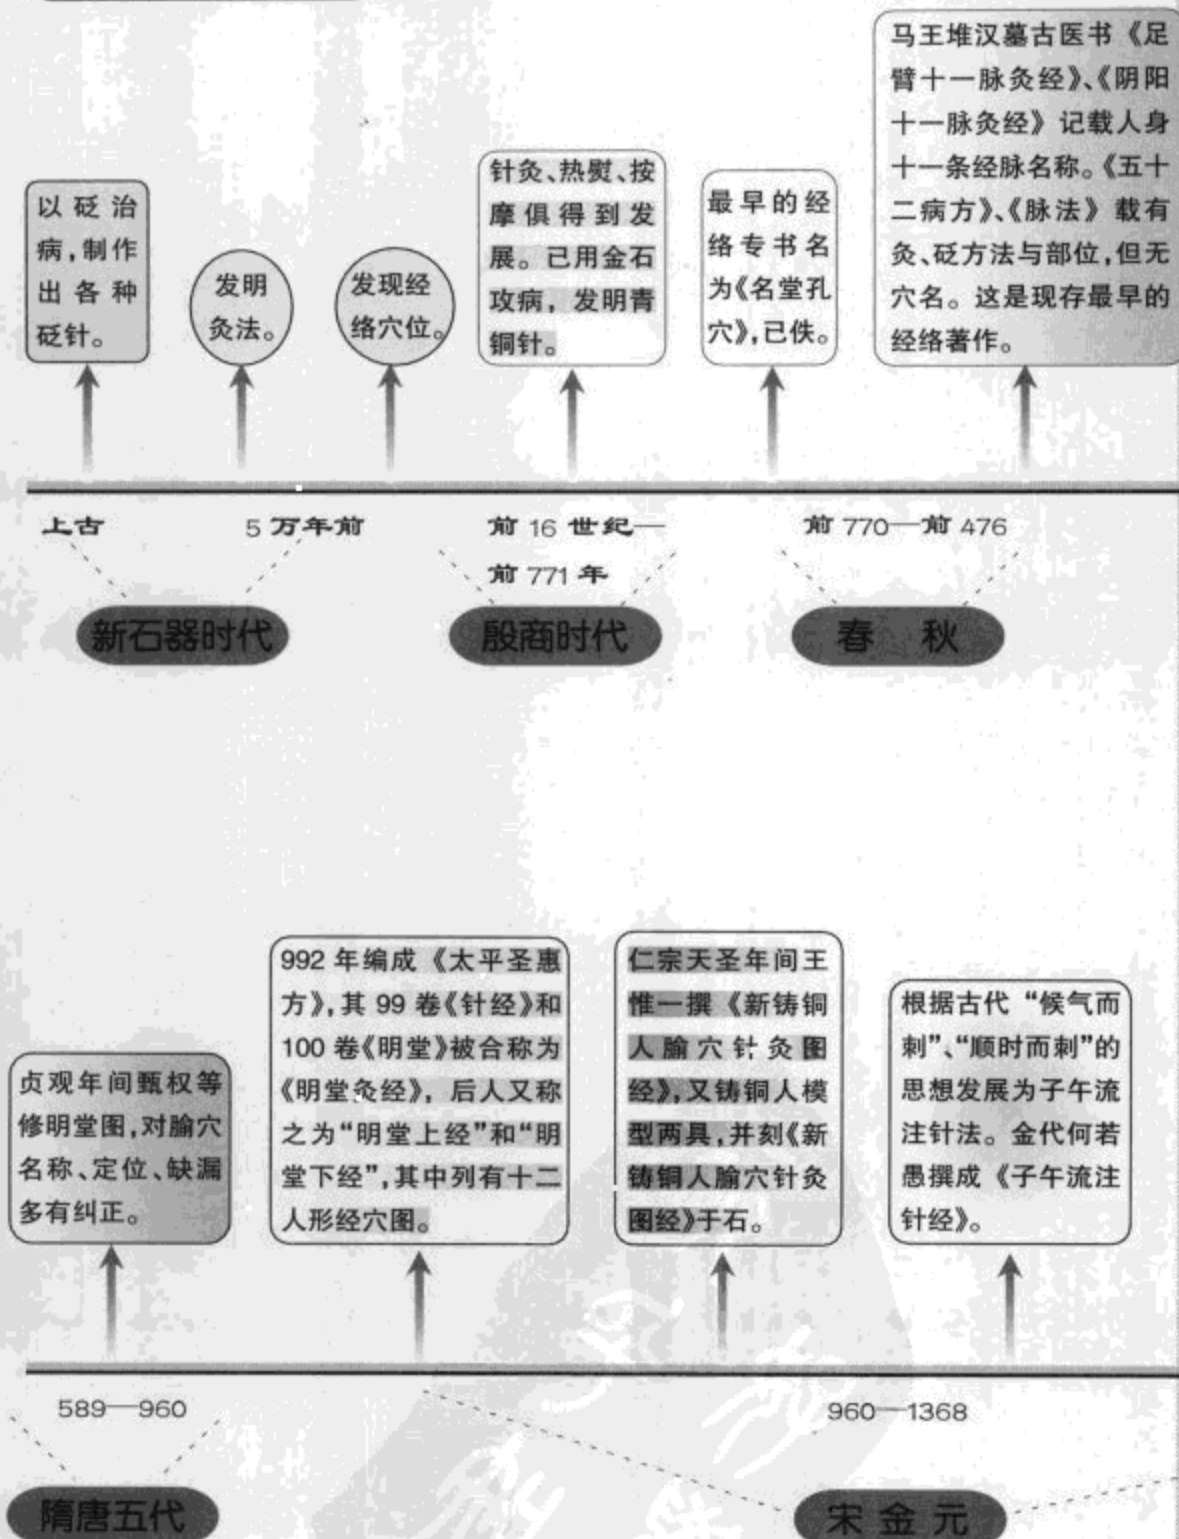 以砭治
病,制作
出各种
砭针。
发明
灸法。
发现经
络穴位。
针灸、热熨、按
摩俱得到发
展。已用金石
攻病,发明青
铜针。
最早的经
络专书名
为《名堂孔
穴》,已佚。
马王堆汉墓古医书《足
臂十一脉灸经》、《阴阳
十一脉灸经》记载人身
十一条经脉名称。《五十
二病方》、《脉法》载有
灸、砭方法与部位,但无
穴名。这是现存最早的
经络著作。
上古
5万年前
前16世纪—
前771年
前770—前476
新石器时代
殷商时代
春 秋
贞观年间甄权等
修明堂图,对腧穴
名称、定位、缺漏
多有纠正。
992年编成《太平圣惠
方》,其99卷《针经》和
100卷《明堂》被合称为
《明堂灸经》,后人又称
之为“明堂上经”和“明
堂下经”,其中列有十二
人形经穴图。
仁宗天圣年间王
惟一撰《新铸铜
人腧穴针灸图
经》,又铸铜人模
型两具,并刻《新
铸铜人腧穴针灸
图经》于石。
根据古代“候气而
刺”、“顺时而刺”的
思想发展为子午流
注针法。金代何若
愚撰成《子午流注
针经》。
589—960
960—1368
隋唐五代
宋金元